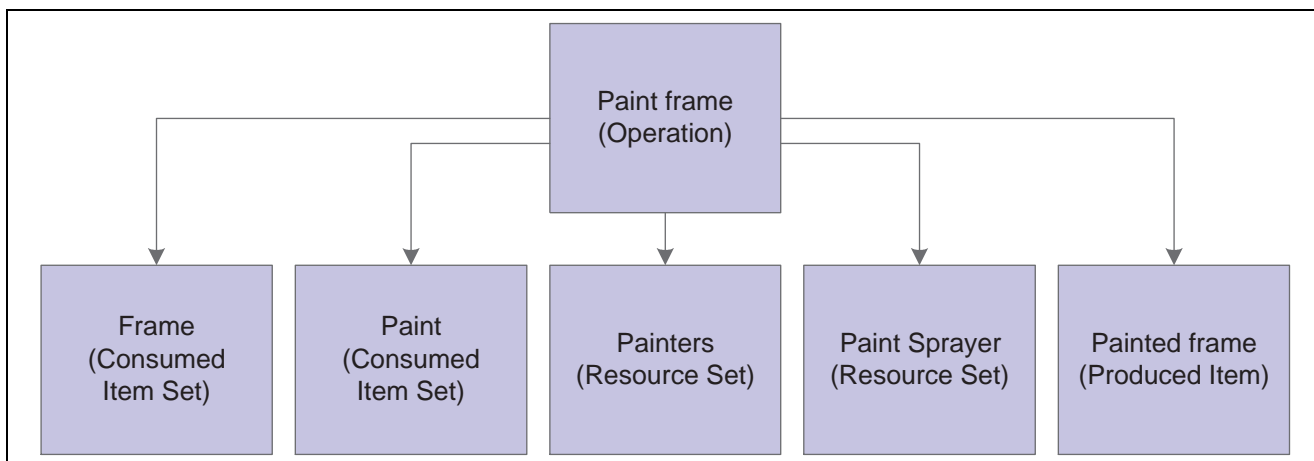 Paint frame
(Operation)
Frame
(Consumed
Item Set)
Paint
(Consumed
Item Set)
Painters
(Resource Set)
Paint Sprayer
(Resource Set)
Painted frame
(Produced Item)